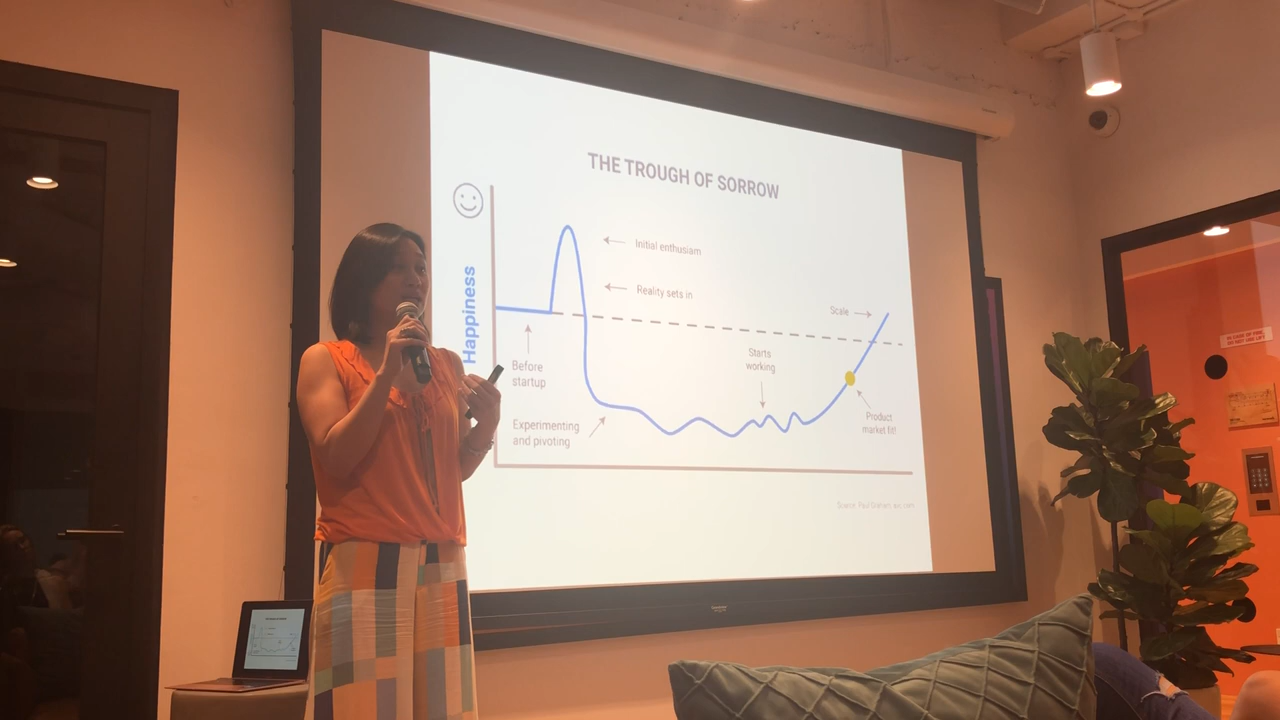 THE TROUGH OF SORROW
Initial enthusiam
Reality sets in
Happiness
Scale
Before
startup
Starts
working
Experimenting
and pivoting
Product
market fit!